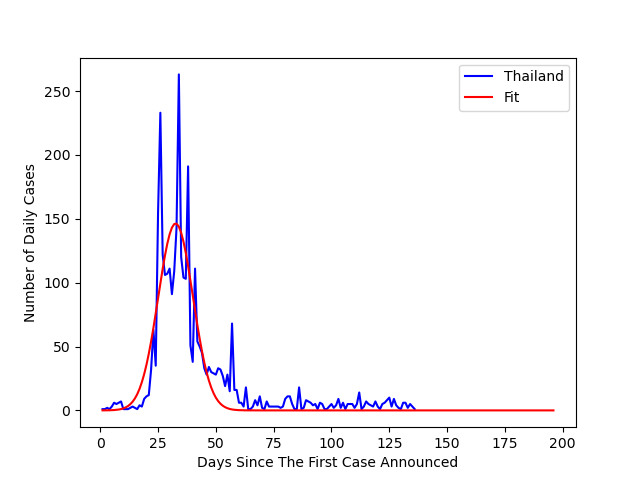 Thailand
Fit
250
200
150
100
50
0
Number of Daily Cases
0 25 50 75 100 125 150 175 200
Days Since The First Case Announced